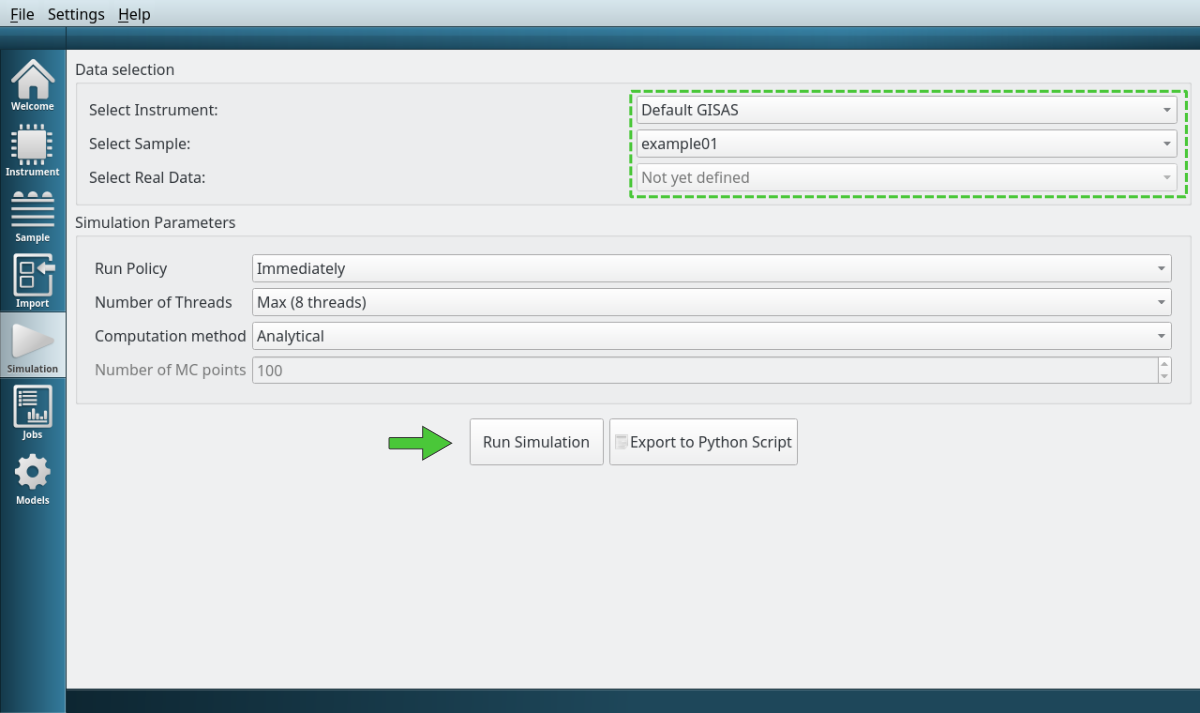 File Settings Help
Welcome
Instrument
Sample
Import
Simulation
Jobs
Models
Data selection
Select Instrument: Default GISAS
Select Sample: example01
Select Real Data: Not yet defined
Simulation Parameters
Run Policy Immediately
Number of Threads Max (8 threads)
Computation method Analytical
Number of MC points 100
Run Simulation Export to Python Script